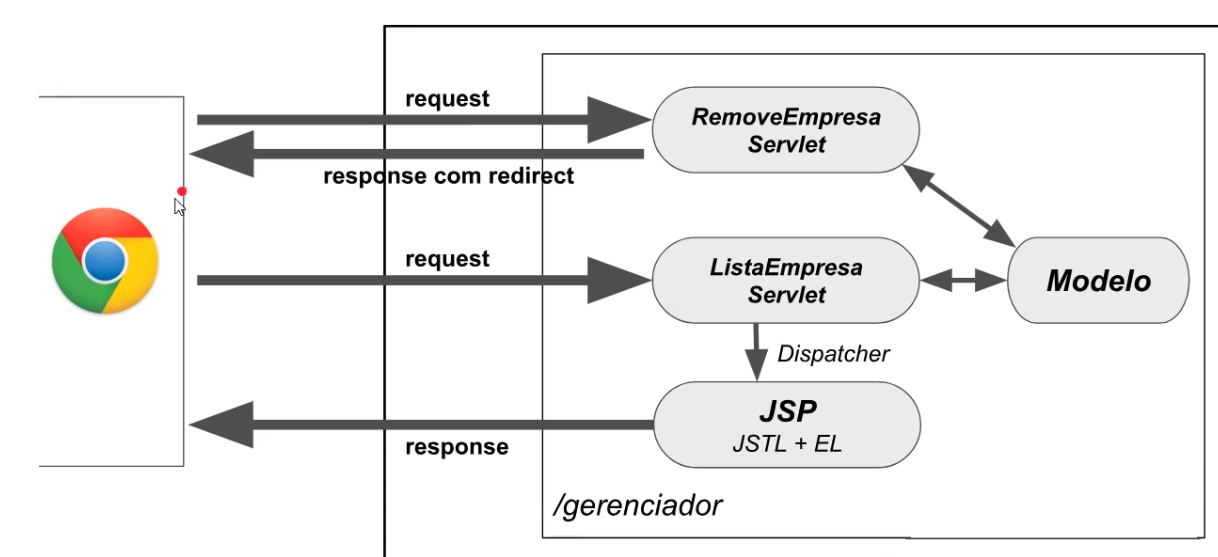 request
RemoveEmpresa
Servlet
response com redirect
request
ListaEmpresa
Servlet
Modelo
Dispatcher
JSP
JSTL + EL
response
/gerenciador